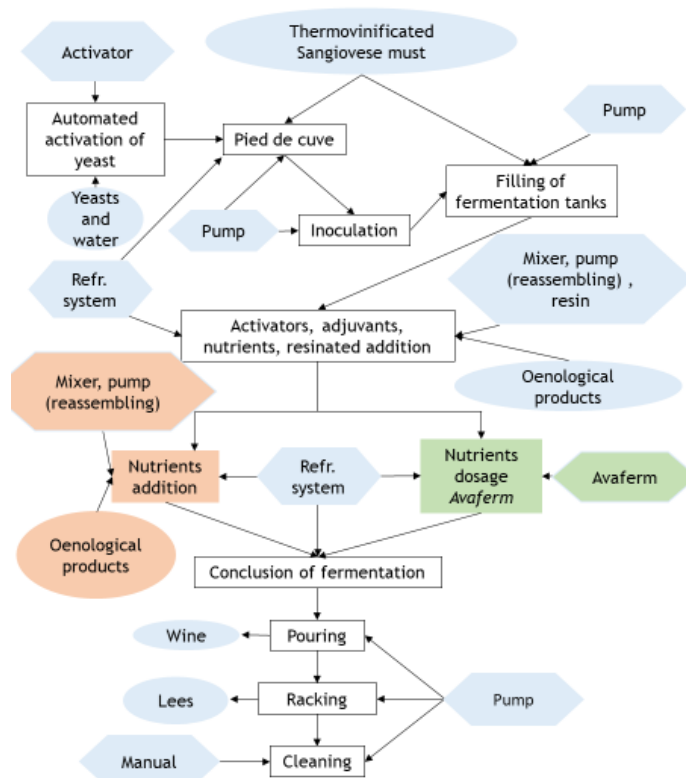 Thermovinificated
Sangiovese must
Activator
Pump
Automated
activation of
yeast
Pied de cuve
Filling of
fermentation tanks
Yeasts
and
water
Pump
Inoculation
Refr.
system
Mixer, pump
(reassembling) ,
resin
Activators, adjuvants,
nutrients, resinated addition
Mixer, pump
(reassembling)
Oenological
products
Nutrients
addition
Refr.
system
Nutrients
dosage
Avaferm
Avaferm
Oenological
products
Conclusion of fermentation
Wine
Pouring
Lees
Racking
Pump
Manual
Cleaning